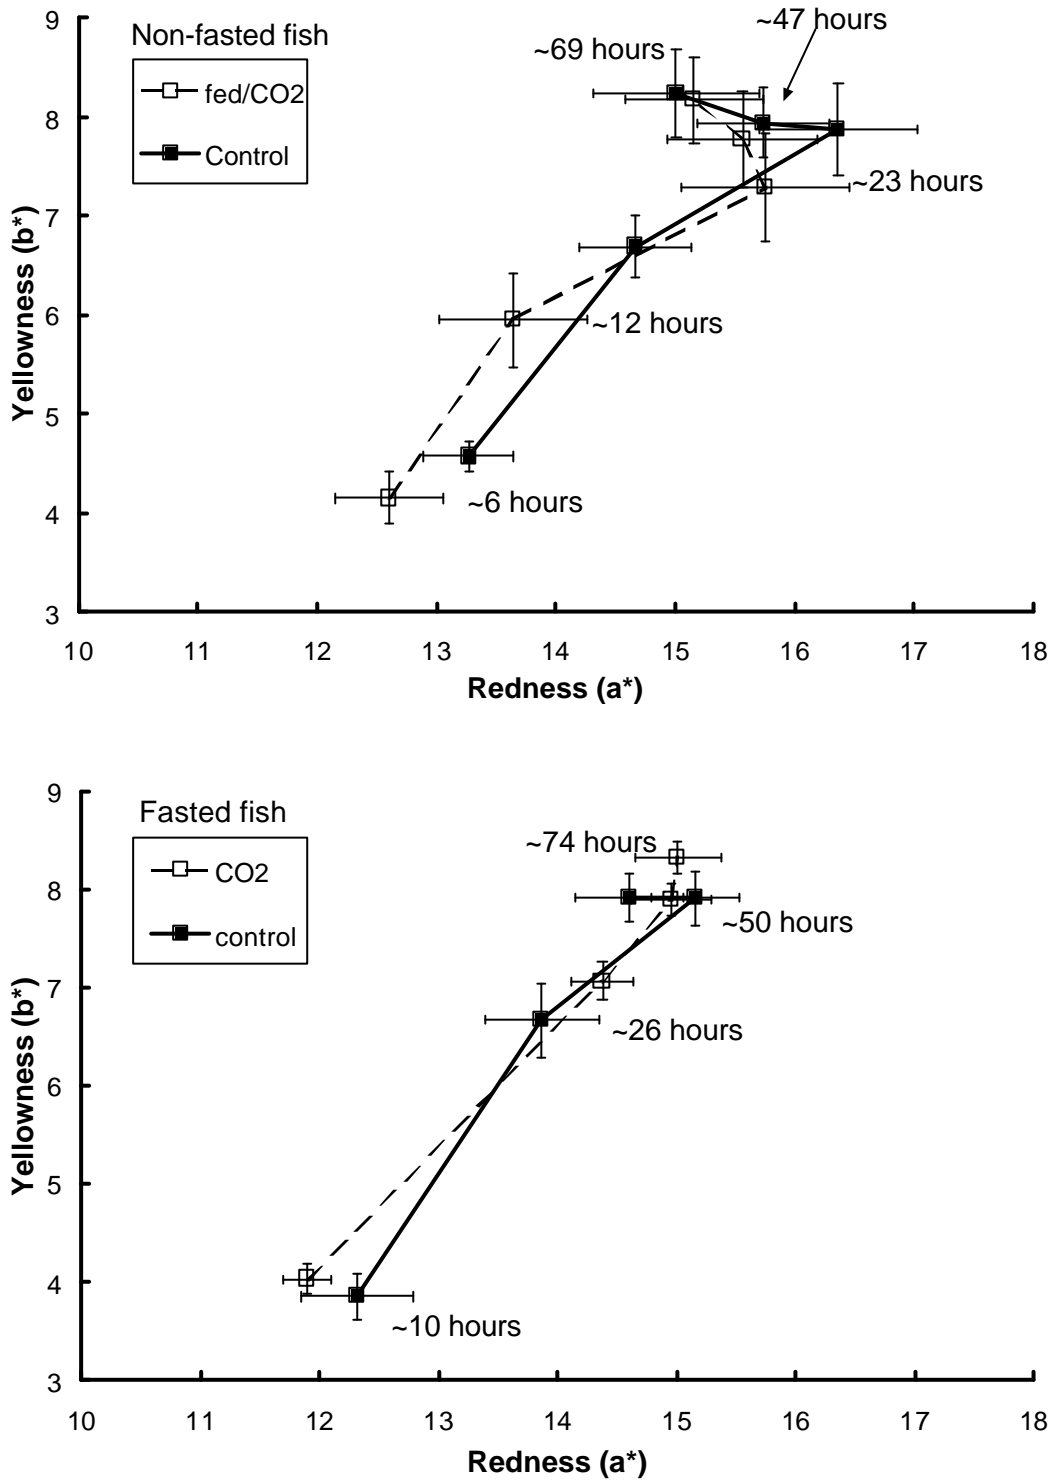 Non-fasted fish
fed/CO2
Control
~69 hours
~47 hours
~23 hours
~12 hours
~6 hours
9
8
7
6
5
4
3
Yellowness (b*)
10 11 12 13 14 15 16 17 18
Redness (a*)
Fasted fish
CO2
control
~74 hours
~50 hours
~26 hours
~10 hours
9
8
7
6
5
4
3
Yellowness (b*)
10 11 12 13 14 15 16 17 18
Redness (a*)